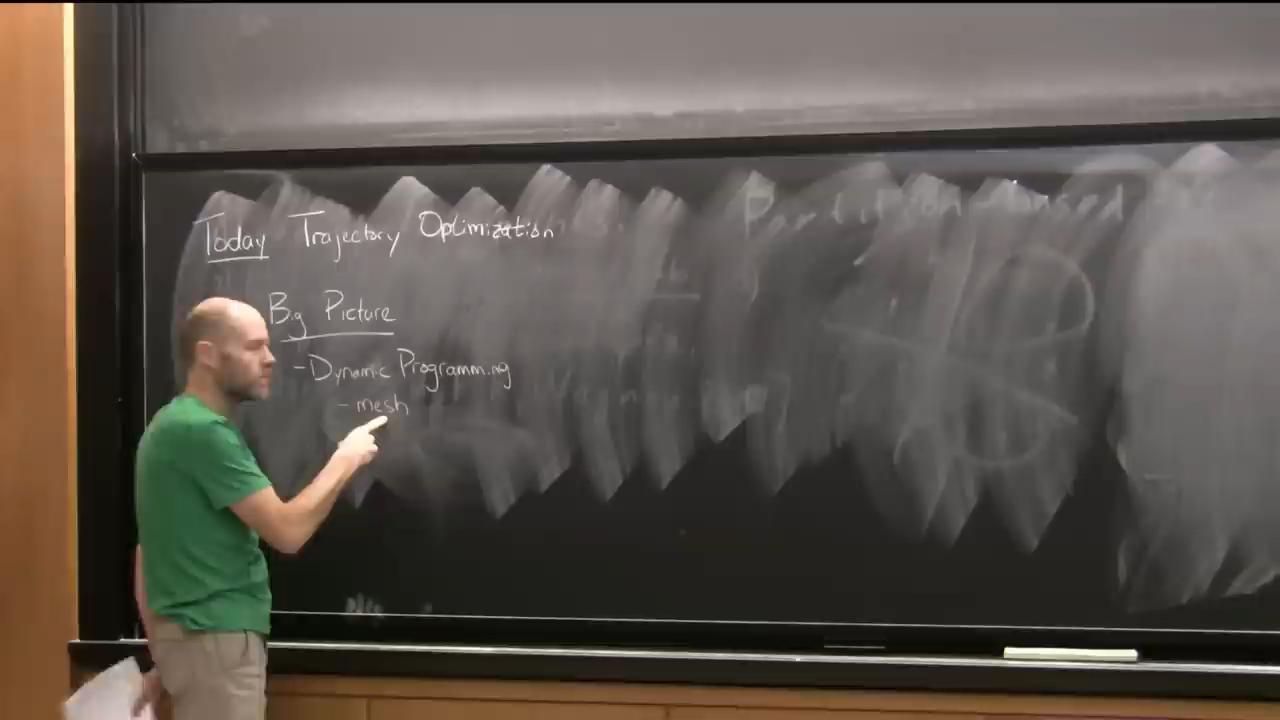 Today Trajectory Optimization
Big Picture
- Dynamic Programming
- mesh